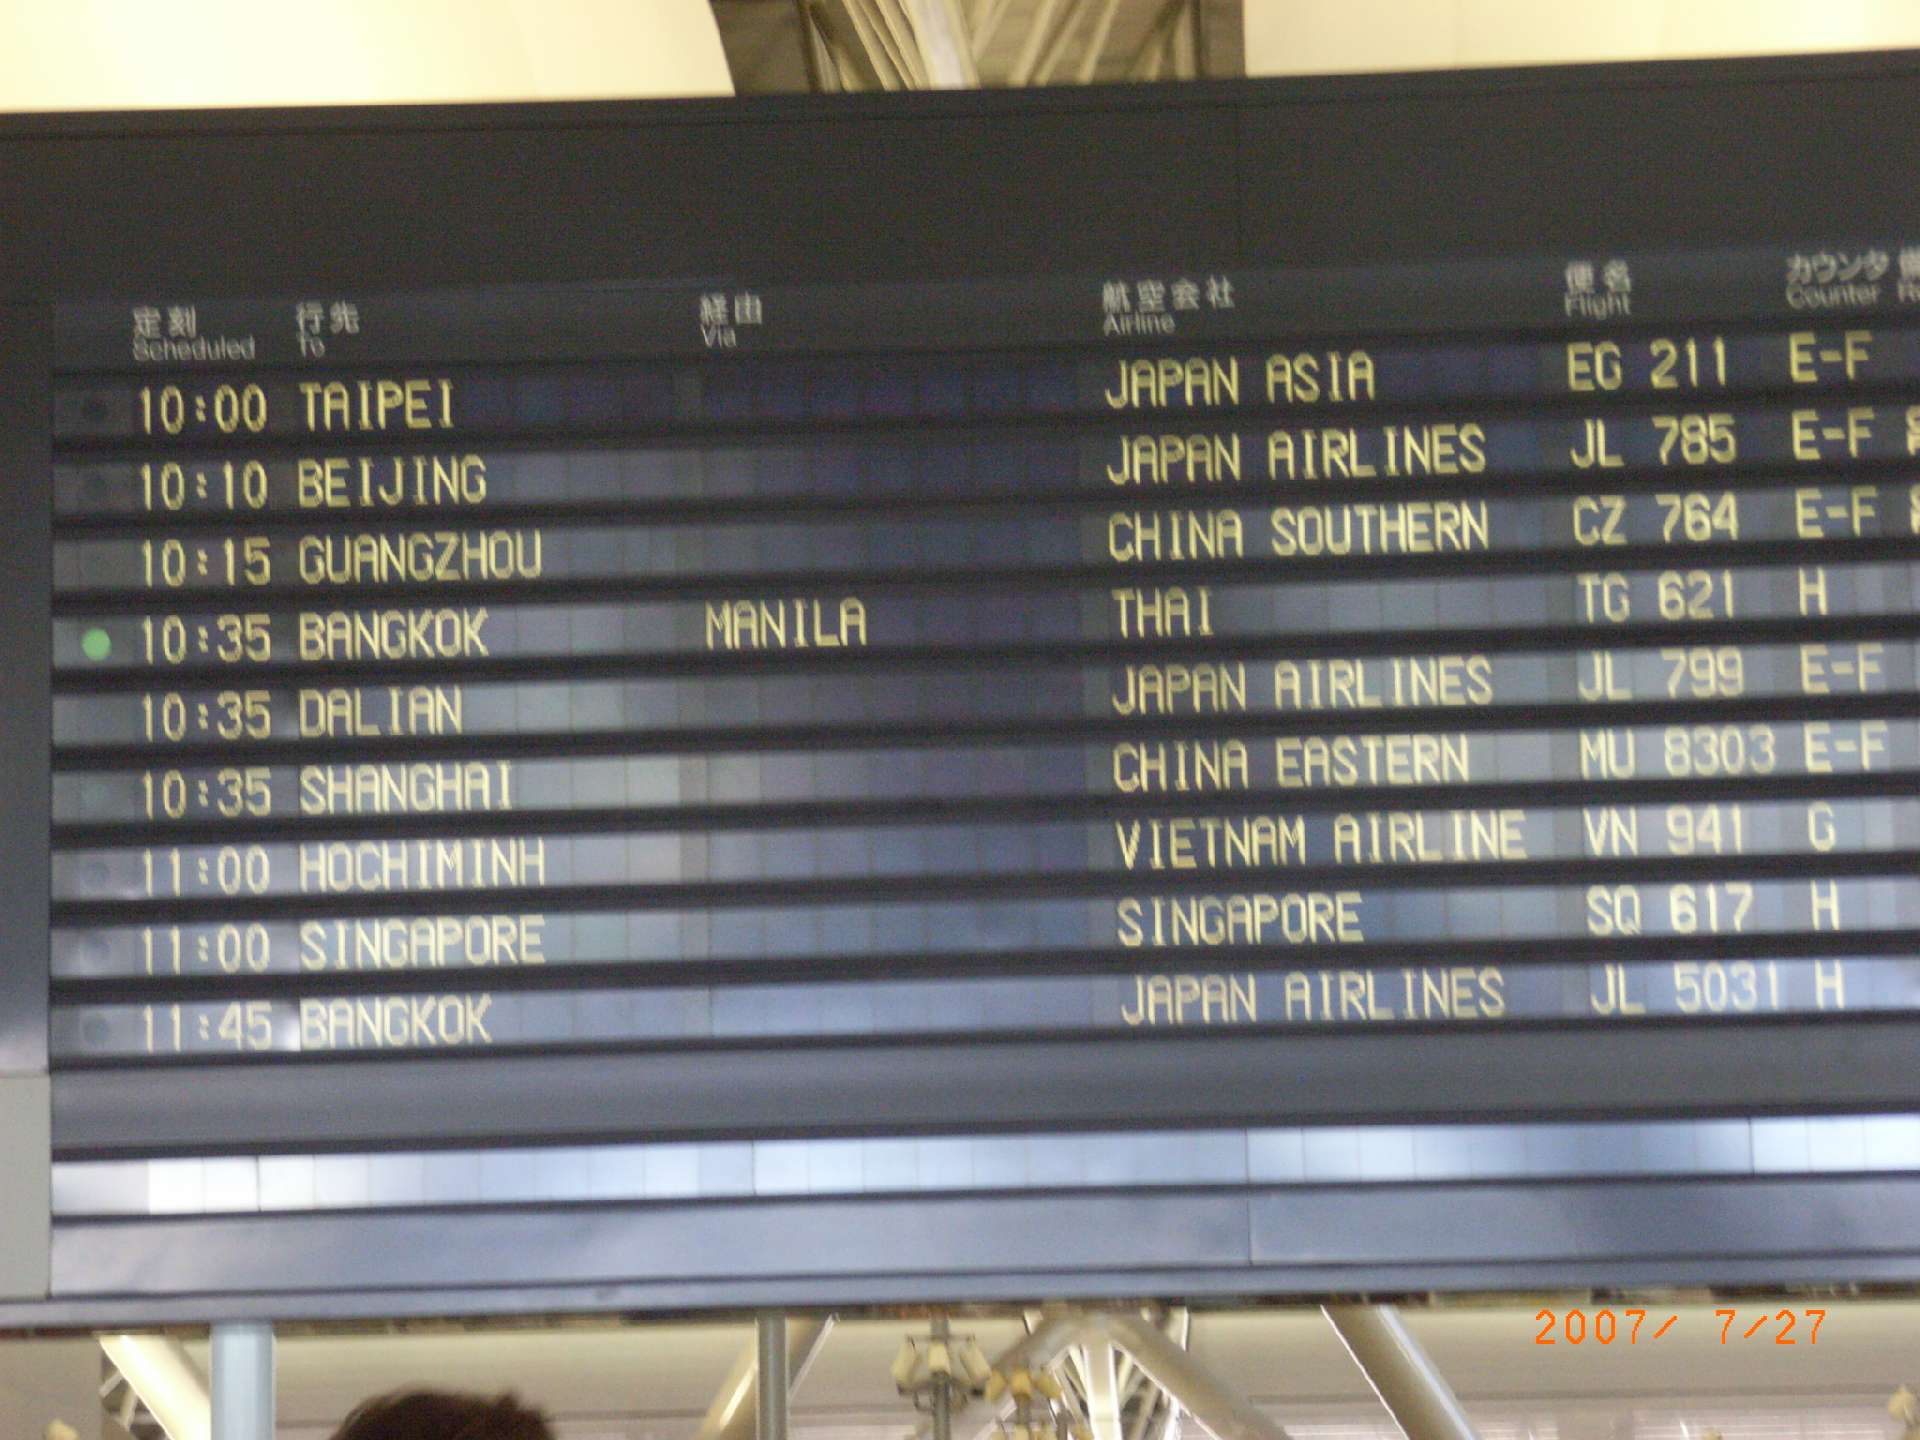 定刻 行先 経由 航空会社 便名 カウンタ
Scheduled To Via Airline Flight Counter
10:00 TAIPEI JAPAN ASIA EG 211 E-F
10:10 BEIJING JAPAN AIRLINES JL 785 E-F
10:15 GUANGZHOU CHINA SOUTHERN CZ 764 E-F
10:35 BANGKOK MANILA THAI TG 621 H
10:35 DALIAN JAPAN AIRLINES JL 799 E-F
10:35 SHANGHAI CHINA EASTERN MU 8303 E-F
11:00 HOCHIMINH VIETNAM AIRLINE VN 941 G
11:00 SINGAPORE SINGAPORE SQ 617 H
11:45 BANGKOK JAPAN AIRLINES JL 5031 H
2007/ 7/27